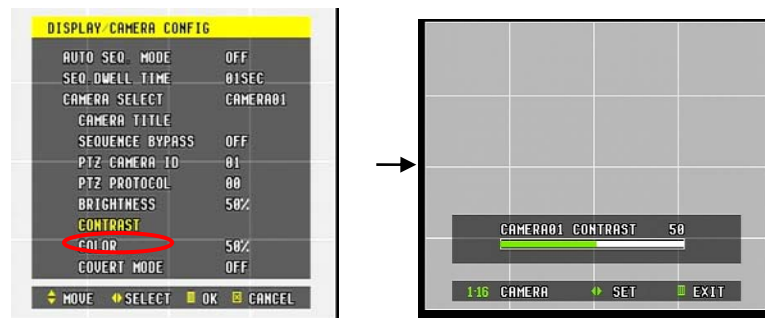 DISPLAY/CAMERA CONFIG
AUTO SEQ. MODE OFF
SEQ.DWELL TIME 01SEC
CAMERA SELECT CAMERA01
CAMERA TITLE
SEQUENCE BYPASS OFF
PTZ CAMERA ID 01
PTZ PROTOCOL 00
BRIGHTNESS 50%
CONTRAST
COLOR 50%
COVERT MODE OFF
MOVE SELECT OK CANCEL
CAMERA01 CONTRAST 50
1-16 CAMERA SET EXIT